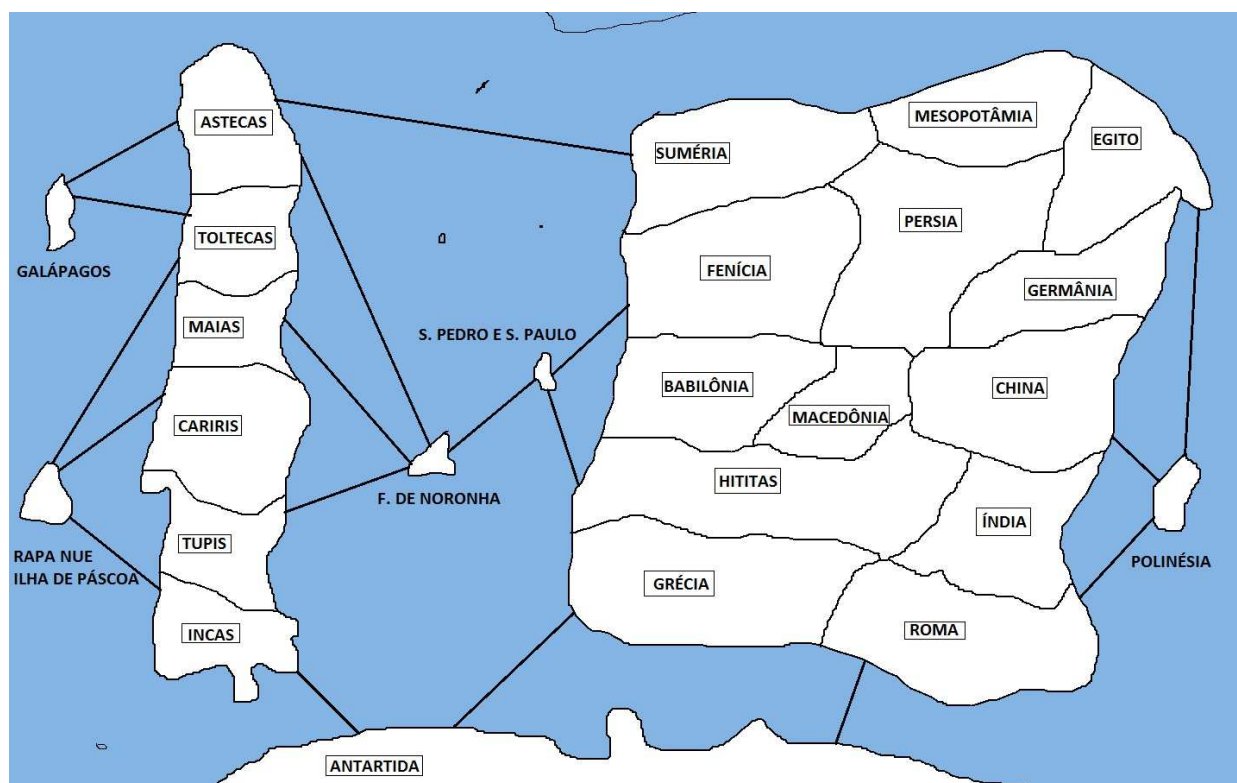 ASTECAS
MESOPOTÂMIA
EGITO
SUMÉRIA
PERSIA
TOLTECAS
GALÁPAGOS
FENÍCIA
GERMÂNIA
MAIAS
S. PEDRO E S. PAULO
BABILÔNIA
CHINA
MACEDÔNIA
CARIRIS
HITITAS
F. DE NORONHA
ÍNDIA
TUPIS
RAPA NUE
ILHA DE PÁSCOA
POLINÉSIA
GRÉCIA
ROMA
INCAS
ANTARTIDA